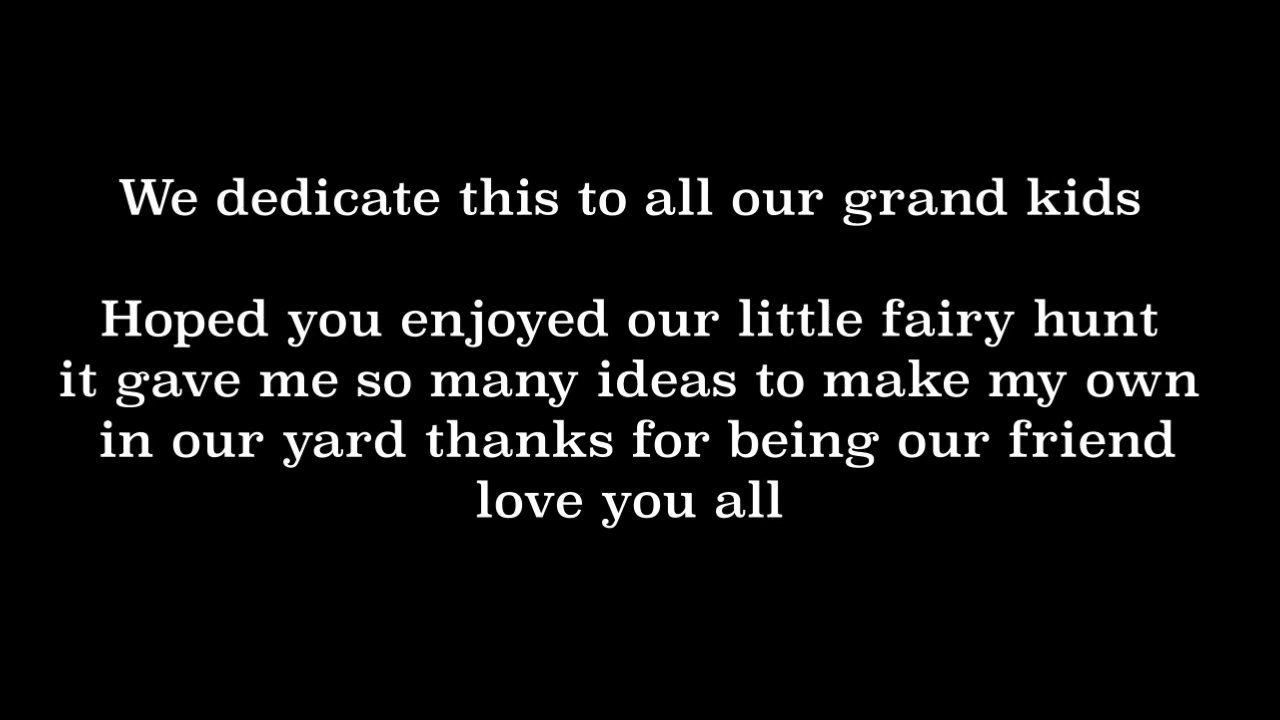 We dedicate this to all our grand kids
Hoped you enjoyed our little fairy hunt
it gave me so many ideas to make my own
in our yard thanks for being our friend
love you all